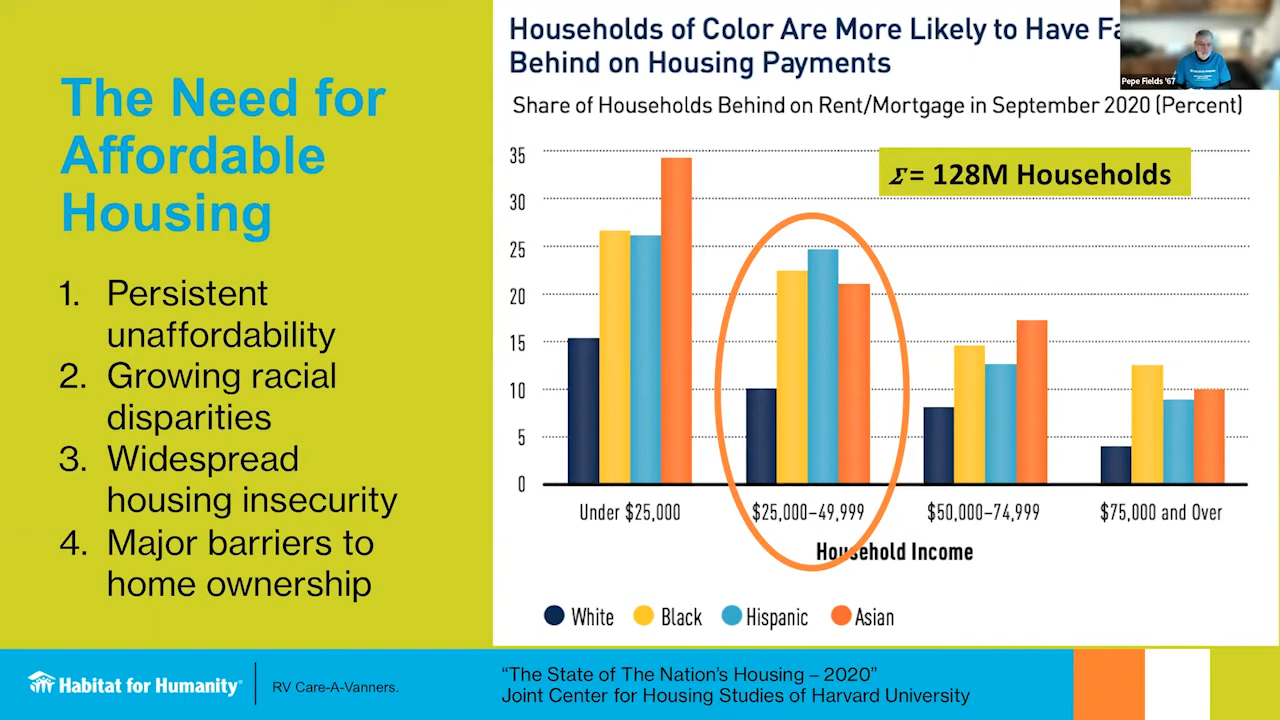 The Need for
Affordable
Housing
1. Persistent
unaffordability
2. Growing racial
disparities
3. Widespread
housing insecurity
4. Major barriers to
home ownership
Households of Color Are More Likely to Have Fa
Behind on Housing Payments
Pepe Fields '67
Share of Households Behind on Rent/Mortgage in September 2020 (Percent)
𝜮 = 128M Households
35
30
25
20
15
10
5
0
Under $25,000
$25,000–49,999
$50,000–74,999
$75,000 and Over
Household Income
White
Black
Hispanic
Asian
Habitat for Humanity®
RV Care-A-Vanners.
“The State of The Nation’s Housing – 2020”
Joint Center for Housing Studies of Harvard University